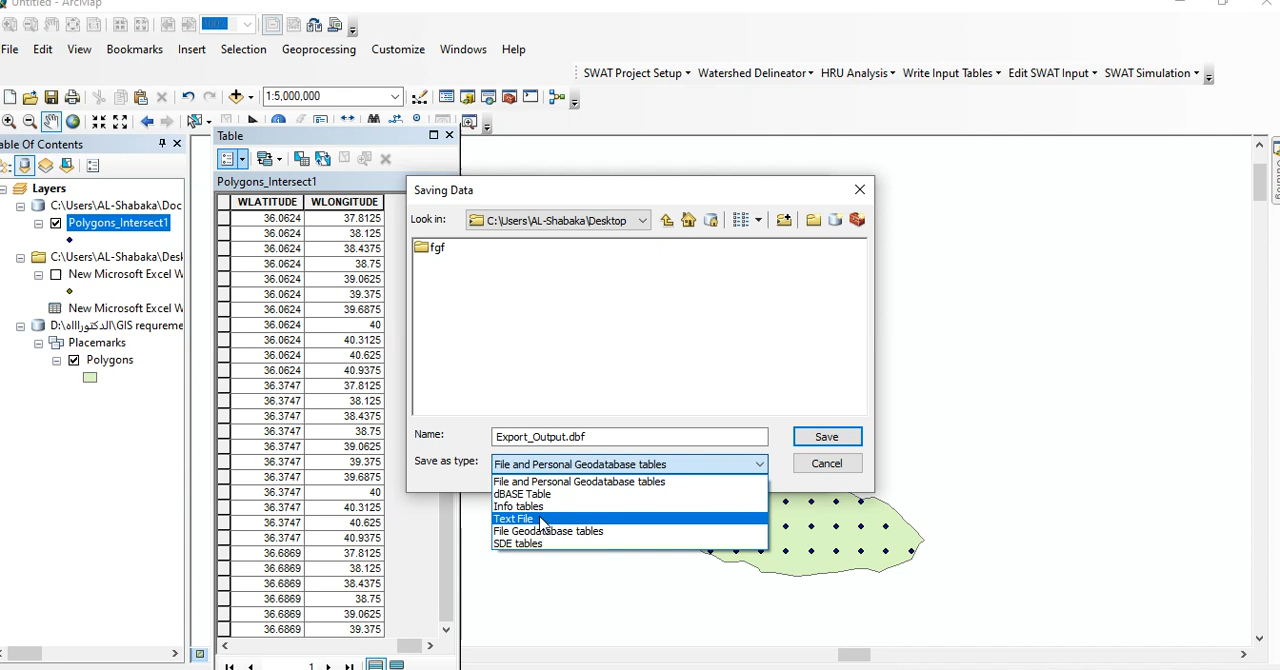 Untitled - ArcMap
File Edit View Bookmarks Insert Selection Geoprocessing Customize Windows Help
SWAT Project Setup Watershed Delineator HRU Analysis Write Input Tables Edit SWAT Input SWAT Simulation
1:5,000,000
able Of Contents
Table
Layers
C:\Users\AL-Shabaka\Doc
Polygons_Intersect1
C:\Users\AL-Shabaka\Desk
New Microsoft Excel W
New Microsoft Excel W
D:\الدكتوراااه\GIS requreme
Placemarks
Polygons
Polygons_Intersect1
WLATITUDE WLONGITUDE
36.0624 37.8125
36.0624 38.125
36.0624 38.4375
36.0624 38.75
36.0624 39.0625
36.0624 39.375
36.0624 39.6875
36.0624 40
36.0624 40.3125
36.0624 40.625
36.0624 40.9375
36.3747 37.8125
36.3747 38.125
36.3747 38.4375
36.3747 38.75
36.3747 39.0625
36.3747 39.375
36.3747 39.6875
36.3747 40
36.3747 40.3125
36.3747 40.625
36.3747 40.9375
36.6869 37.8125
36.6869 38.125
36.6869 38.4375
36.6869 38.75
36.6869 39.0625
36.6869 39.375
1
Saving Data
Look in: C:\Users\AL-Shabaka\Desktop
fgf
Name: Export_Output.dbf Save
Save as type: File and Personal Geodatabase tables Cancel
File and Personal Geodatabase tables
dBASE Table
Info tables
Text File
File Geodatabase tables
SDE tables